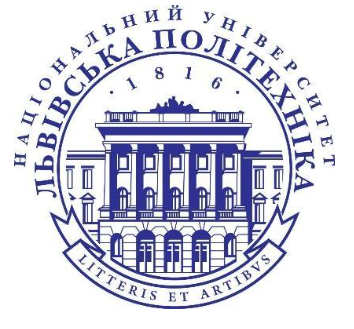 НАЦІОНАЛЬНИЙ УНІВЕРСИТЕТ
ЛЬВІВСЬКА ПОЛІТЕХНІКА
· 1816 ·
LITTERIS ET ARTIBVS